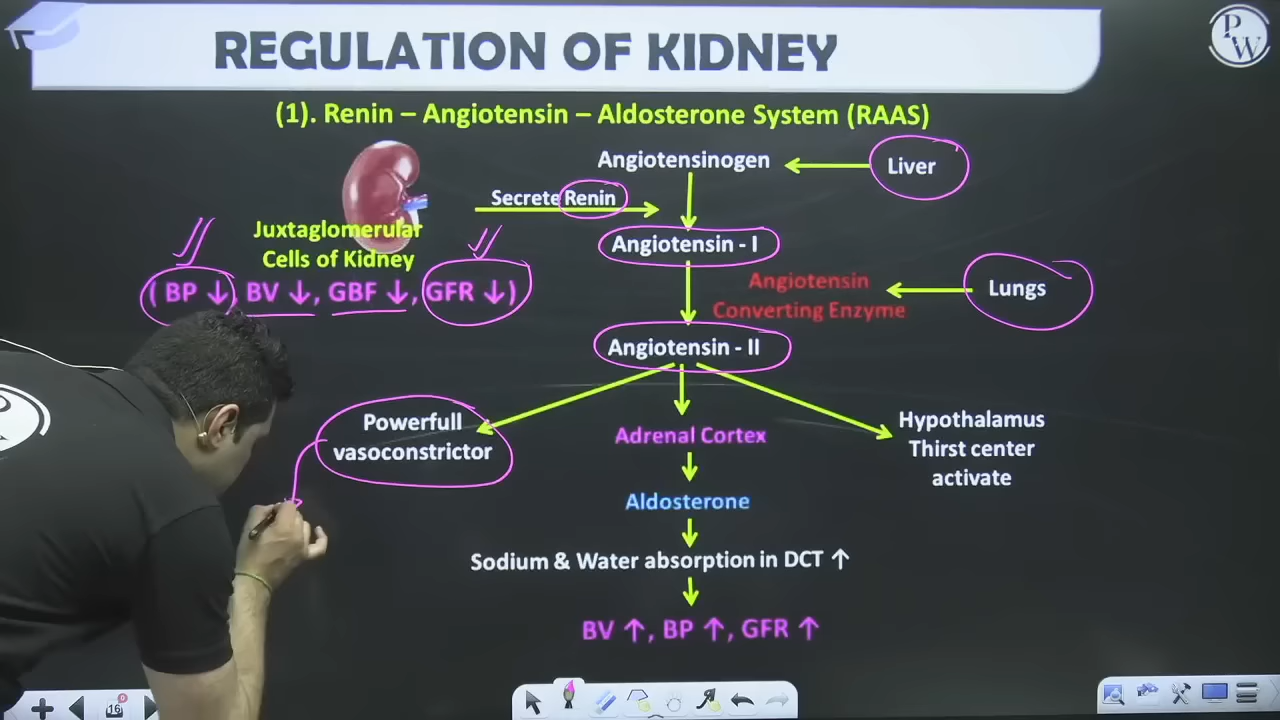 REGULATION OF KIDNEY
P
W
(1). Renin – Angiotensin – Aldosterone System (RAAS)
Angiotensinogen
Liver
Secrete Renin
Juxtaglomerular
Cells of Kidney
( BP ↓, BV ↓, GBF ↓, GFR ↓)
Angiotensin - I
Angiotensin
Converting Enzyme
Lungs
Angiotensin - II
Powerfull
vasoconstrictor
Adrenal Cortex
Hypothalamus
Thirst center
activate
Aldosterone
Sodium & Water absorption in DCT ↑
BV ↑, BP ↑, GFR ↑
16